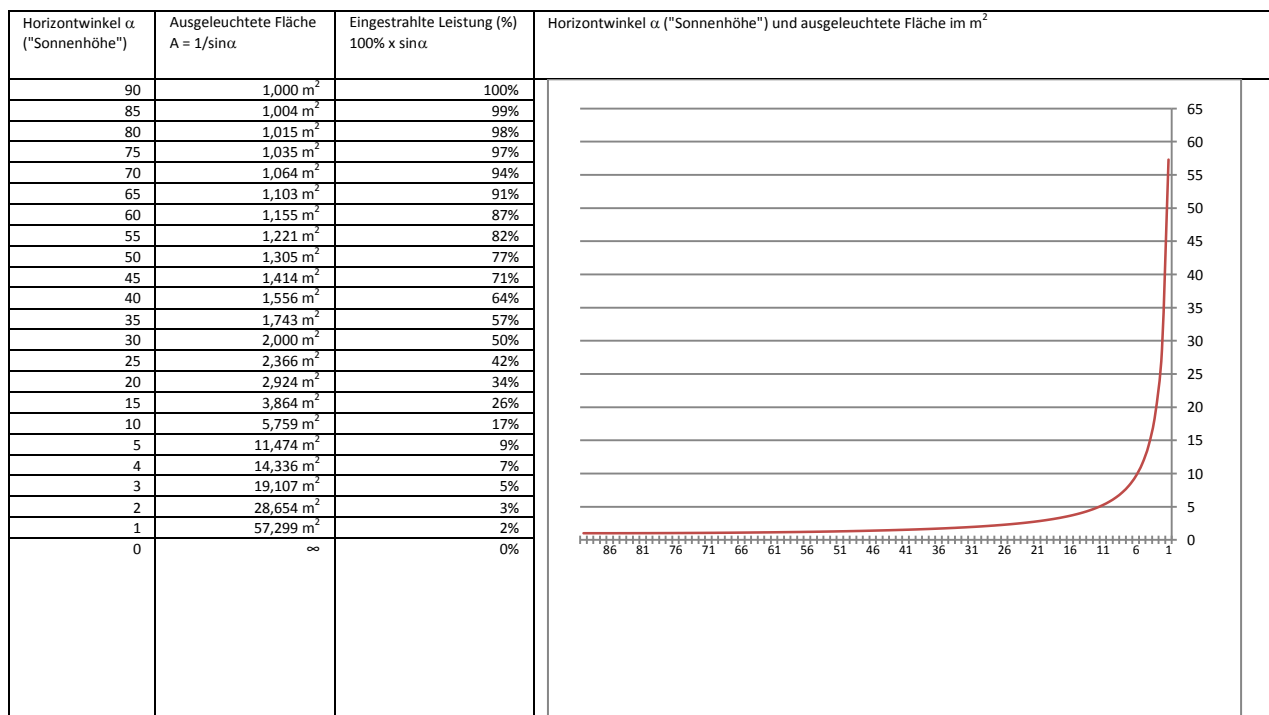 Horizontwinkel α Ausgeleuchtete Fläche Eingestrahlte Leistung (%) Horizontwinkel α ("Sonnenhöhe") und ausgeleuchtete Fläche im m²
("Sonnenhöhe") A = 1/sinα 100% x sinα
90 1,000 m² 100%
85 1,004 m² 99%
80 1,015 m² 98%
75 1,035 m² 97%
70 1,064 m² 94%
65 1,103 m² 91%
60 1,155 m² 87%
55 1,221 m² 82%
50 1,305 m² 77%
45 1,414 m² 71%
40 1,556 m² 64%
35 1,743 m² 57%
30 2,000 m² 50%
25 2,366 m² 42%
20 2,924 m² 34%
15 3,864 m² 26%
10 5,759 m² 17%
5 11,474 m² 9%
4 14,336 m² 7%
3 19,107 m² 5%
2 28,654 m² 3%
1 57,299 m² 2%
0 ∞ 0%
65
60
55
50
45
40
35
30
25
20
15
10
5
0
86 81 76 71 66 61 56 51 46 41 36 31 26 21 16 11 6 1